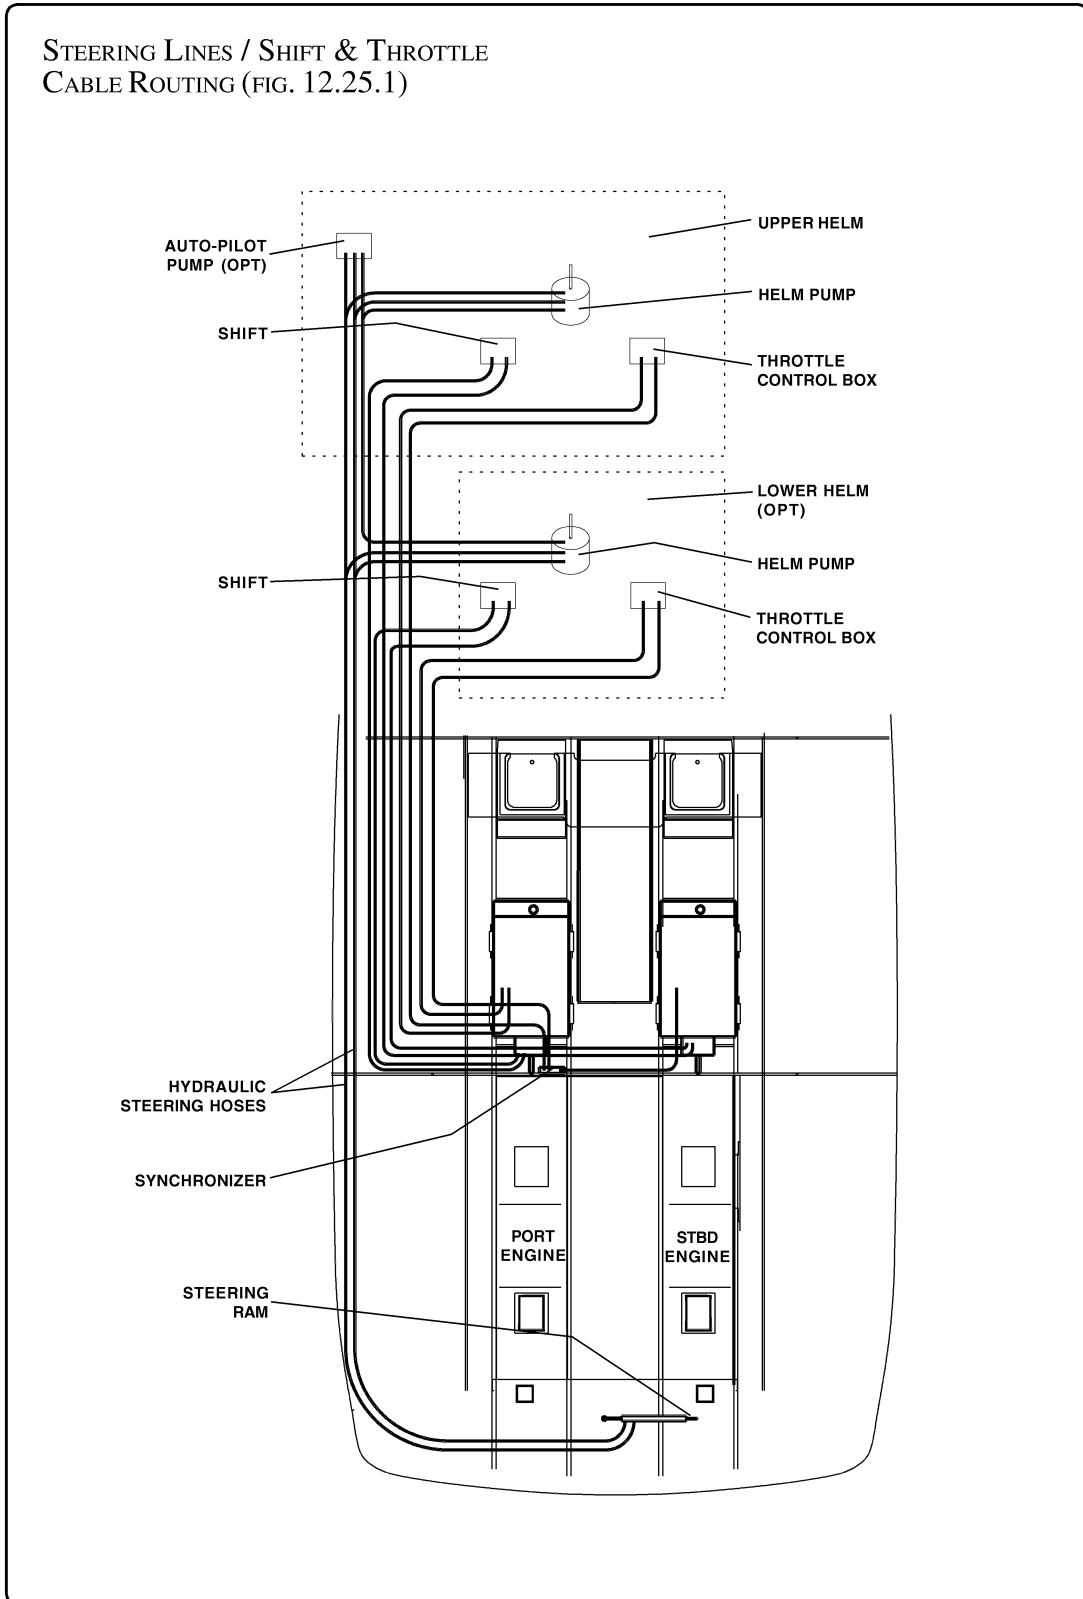 STEERING LINES / SHIFT & THROTTLE
CABLE ROUTING (FIG. 12.25.1)
UPPER HELM
AUTO-PILOT
PUMP (OPT)
HELM PUMP
SHIFT
THROTTLE
CONTROL BOX
LOWER HELM
(OPT)
HELM PUMP
SHIFT
THROTTLE
CONTROL BOX
HYDRAULIC
STEERING HOSES
SYNCHRONIZER
PORT
ENGINE
STBD
ENGINE
STEERING
RAM